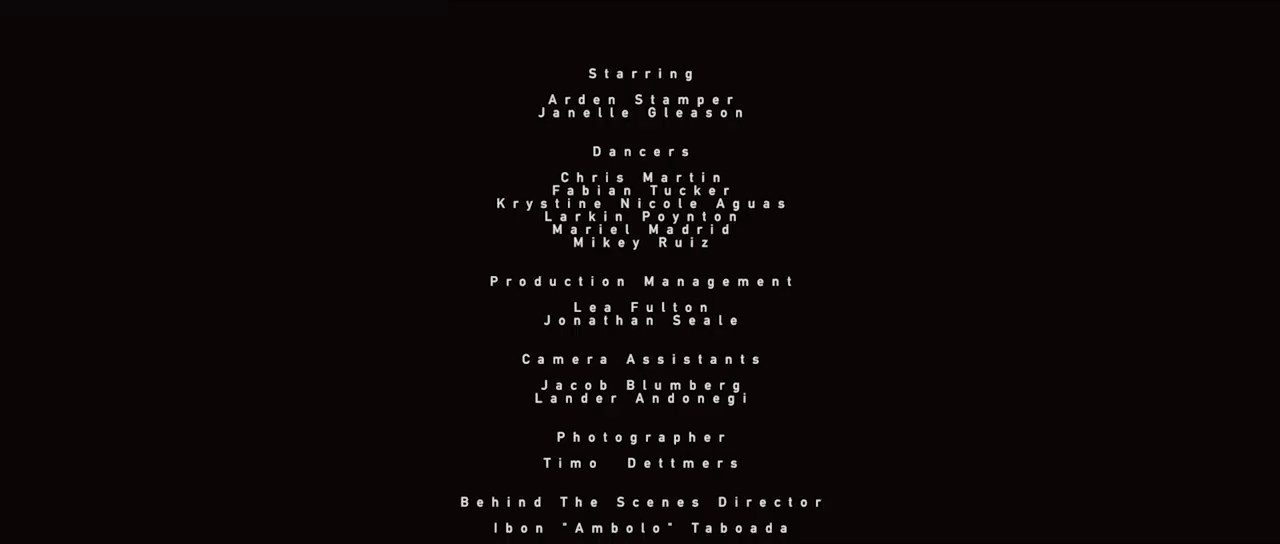 Starring
Arden Stamper
Janelle Gleason
Dancers
Chris Martin
Fabian Tucker
Krystine Nicole Aguas
Larkin Poynton
Mariel Madrid
Mikey Ruiz
Production Management
Lea Fulton
Jonathan Seale
Camera Assistants
Jacob Blumberg
Lander Andonegi
Photographer
Timo Dettmers
Behind The Scenes Director
Ibon "Ambolo" Taboada